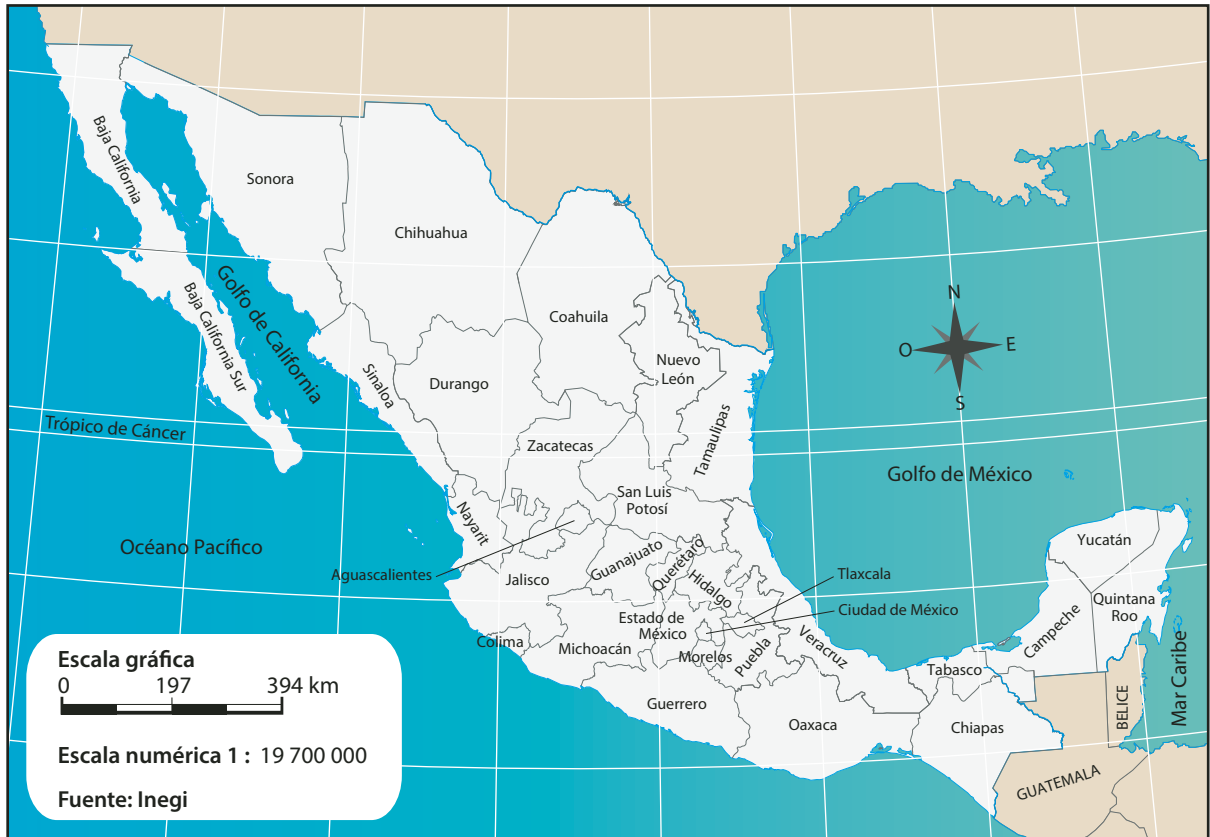 Baja California
Sonora
Chihuahua
Coahuila
Golfo de California
Baja California Sur
Sinaloa
Durango
Nuevo
León
Tamaulipas
N
O
E
S
Trópico de Cáncer
Zacatecas
San Luis
Potosí
Golfo de México
Nayarit
Océano Pacífico
Aguascalientes
Jalisco
Guanajuato
Querétaro
Hidalgo
Tlaxcala
Ciudad de México
Yucatán
Quintana
Roo
Campeche
Estado de
México
Colima
Michoacán
Morelos
Puebla
Veracruz
Tabasco
Mar Caribe
BELICE
Guerrero
Oaxaca
Chiapas
GUATEMALA
Escala gráfica
0 197 394 km
Escala numérica 1 : 19 700 000
Fuente: Inegi